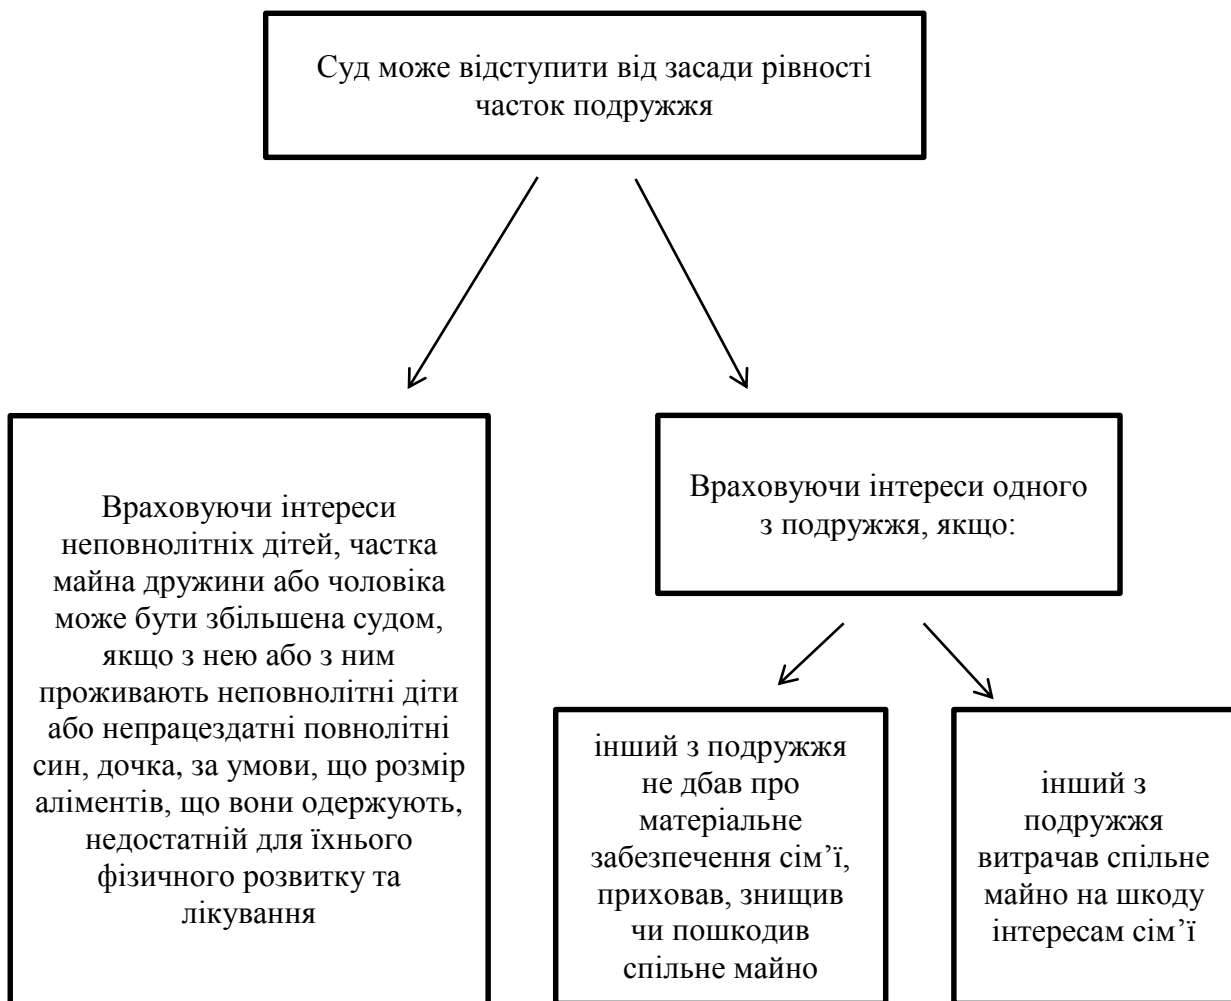 Суд може відступити від засади рівності
часток подружжя
Враховуючи інтереси
неповнолітніх дітей, частка
майна дружини або чоловіка
може бути збільшена судом,
якщо з нею або з ним
проживають неповнолітні діти
або непрацездатні повнолітні
син, дочка, за умови, що розмір
аліментів, що вони одержують,
недостатній для їхнього
фізичного розвитку та
лікування
Враховуючи інтереси одного
з подружжя, якщо:
інший з подружжя
не дбав про
матеріальне
забезпечення сім’ї,
приховав, знищив
чи пошкодив
спільне майно
інший з
подружжя
витрачав спільне
майно на шкоду
інтересам сім’ї